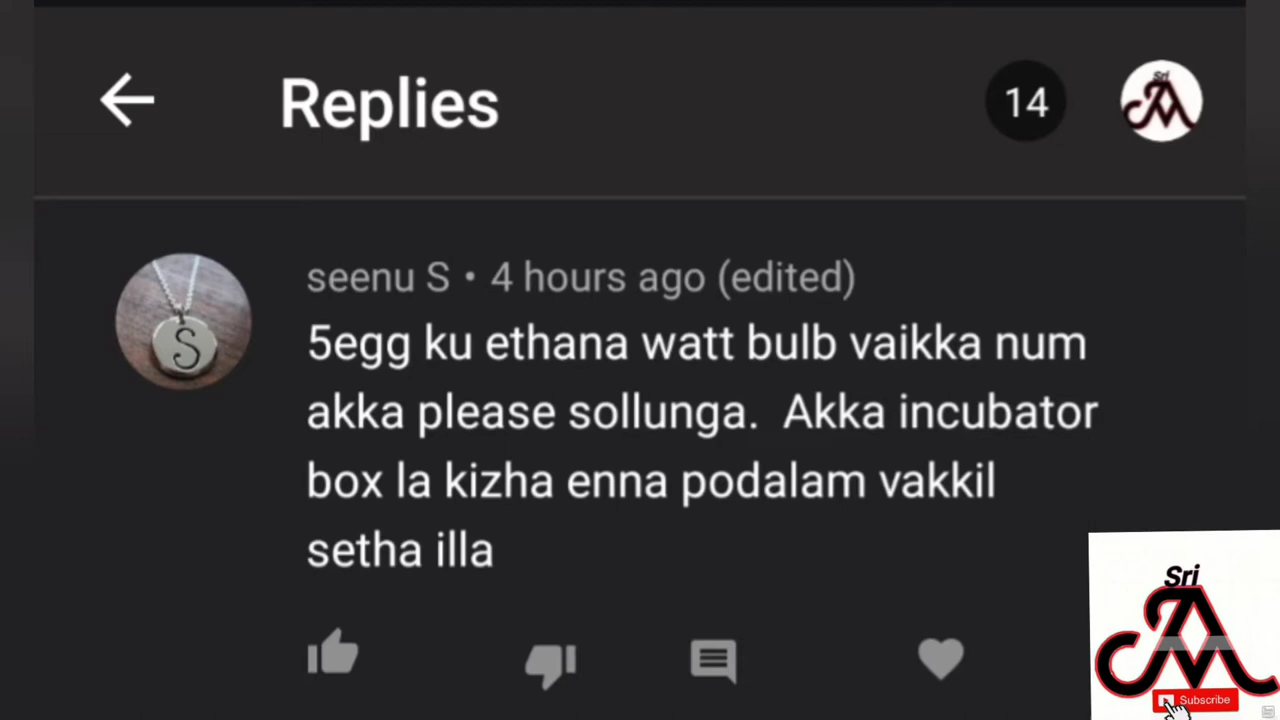 Replies
14
Sri
seenu S • 4 hours ago (edited)
5egg ku ethana watt bulb vaikka num
akka please sollunga.  Akka incubator
box la kizha enna podalam vakkil
setha illa
S
Sri
Subscribe